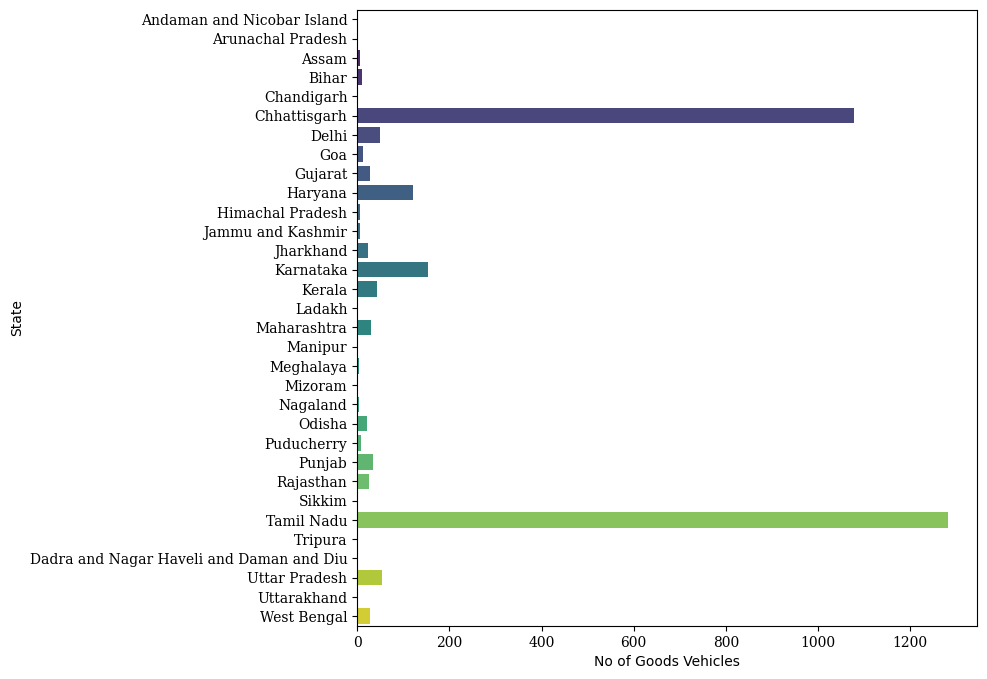 Andaman and Nicobar Island
Arunachal Pradesh
Assam
Bihar
Chandigarh
Chhattisgarh
Delhi
Goa
Gujarat
Haryana
Himachal Pradesh
Jammu and Kashmir
Jharkhand
Karnataka
Kerala
Ladakh
Maharashtra
Manipur
Meghalaya
Mizoram
Nagaland
Odisha
Puducherry
Punjab
Rajasthan
Sikkim
Tamil Nadu
Tripura
Dadra and Nagar Haveli and Daman and Diu
Uttar Pradesh
Uttarakhand
West Bengal
State
0 200 400 600 800 1000 1200
No of Goods Vehicles